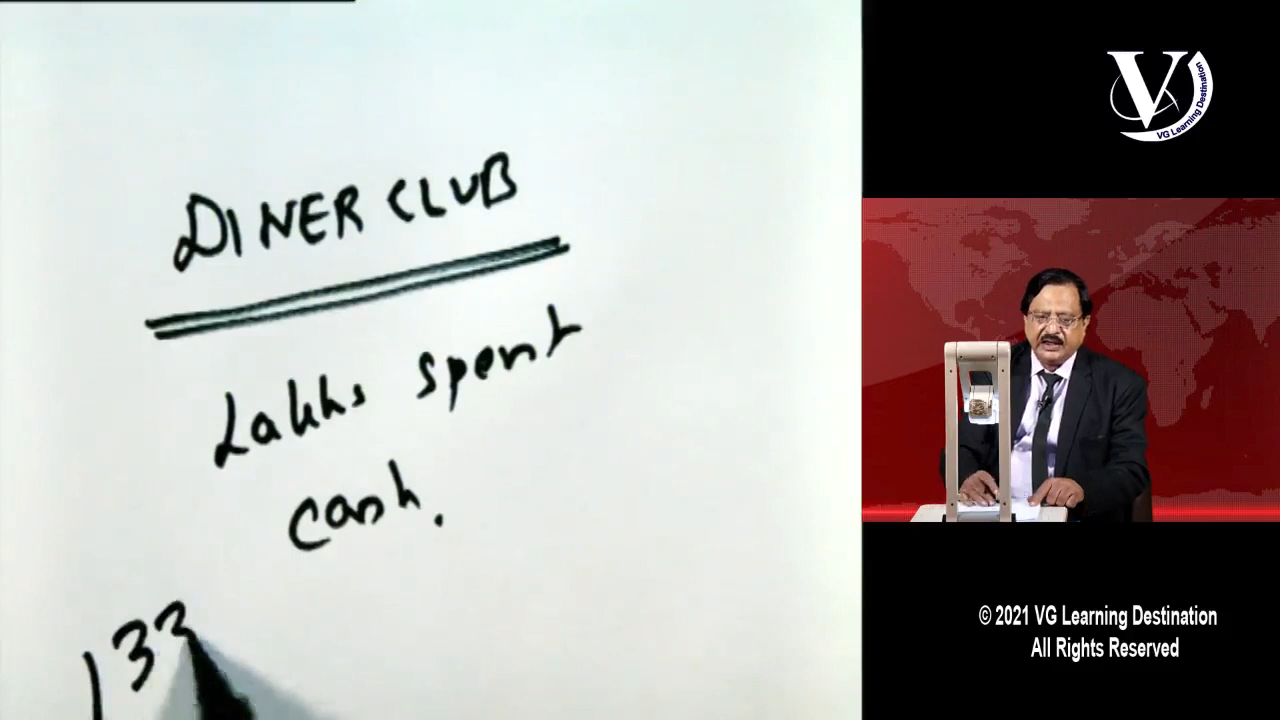 DINER CLUB
Lakhs spent
cash.
133
V
VG Learning Destination
© 2021 VG Learning Destination
All Rights Reserved